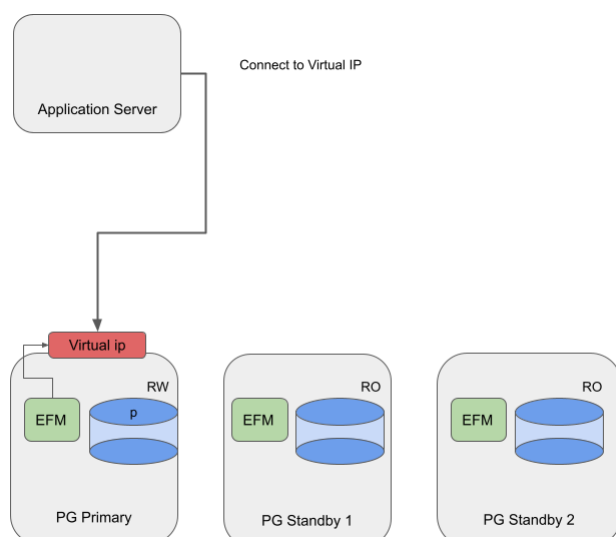 Connect to Virtual IP
Application Server
Virtual ip
RW
RO
RO
p
EFM
EFM
EFM
PG Primary
PG Standby 1
PG Standby 2